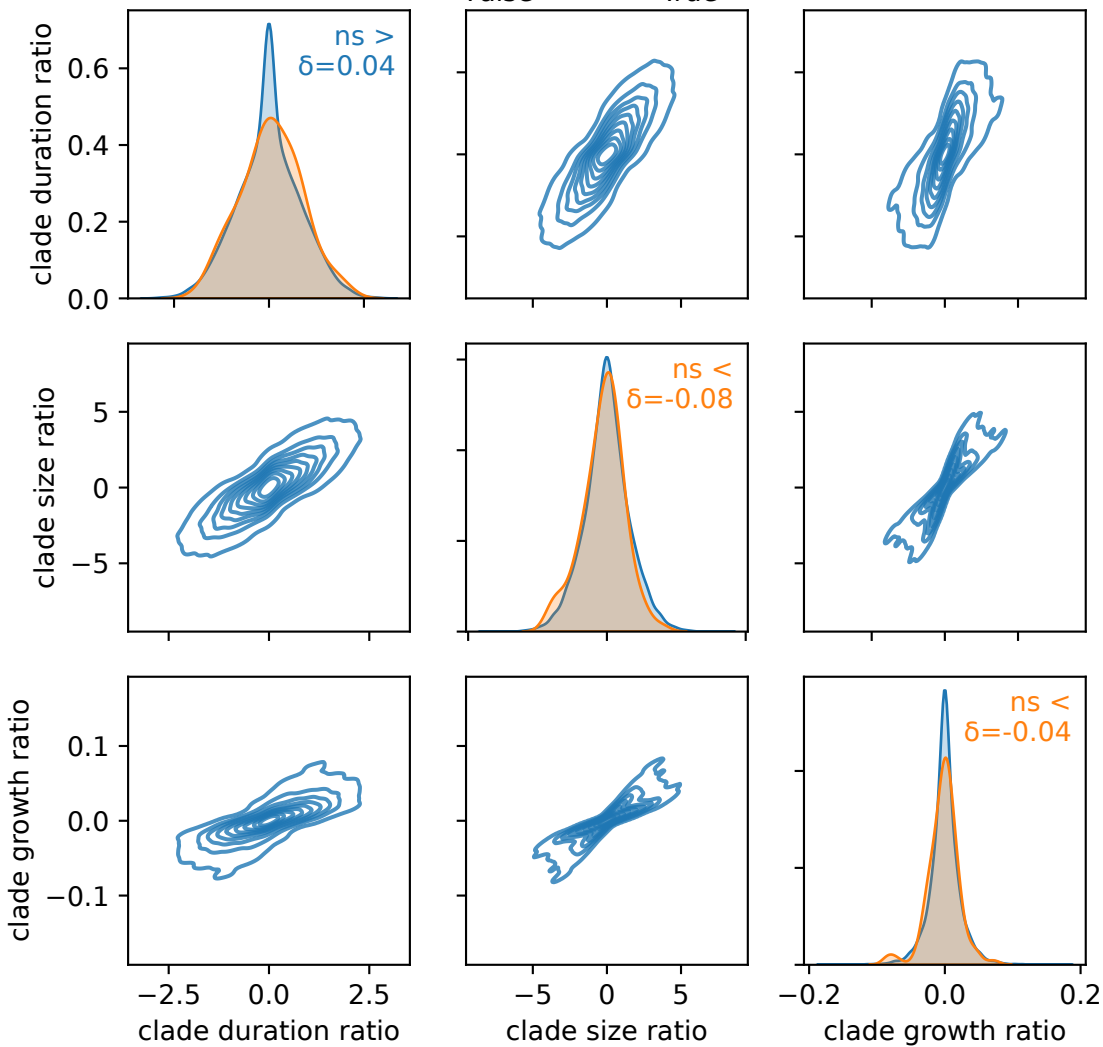 clade duration ratio
0.6
0.4
0.2
0.0
ns >
δ=0.04
clade size ratio
5
0
−5
ns <
δ=-0.08
clade growth ratio
0.1
0.0
−0.1
ns <
δ=-0.04
−2.5 0.0 2.5
clade duration ratio
−5 0 5
clade size ratio
−0.2 0.0 0.2
clade growth ratio